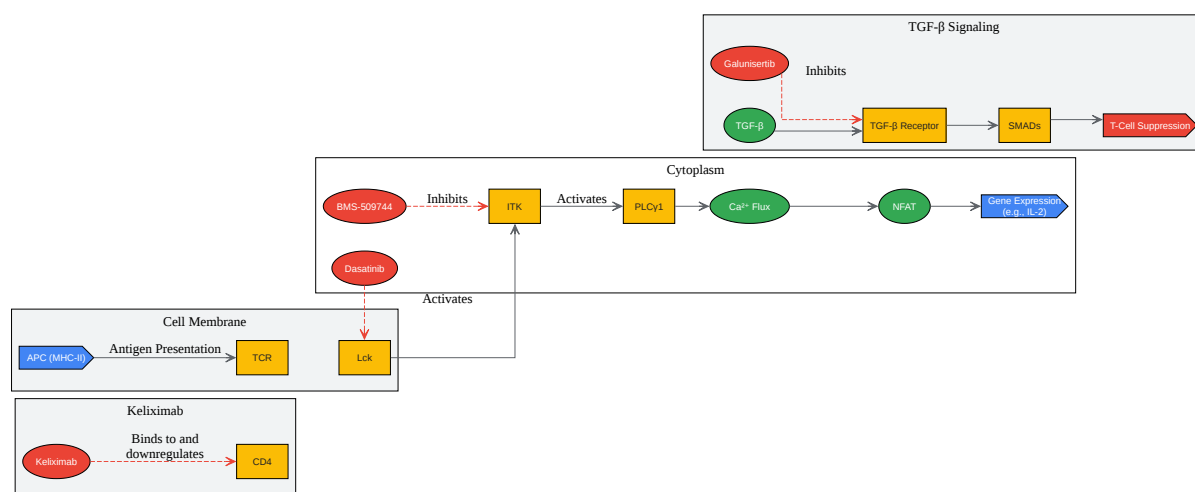 TGF-β Signaling
Galunisertib
Inhibits
TGF-β
TGF-β Receptor
SMADs
T-Cell Suppression
Cytoplasm
BMS-509744
Inhibits
ITK
Activates
PLCγ1
Ca²⁺ Flux
NFAT
Gene Expression
(e.g., IL-2)
Dasatinib
Activates
Cell Membrane
APC (MHC-II)
Antigen Presentation
TCR
Lck
Keliximab
Keliximab
Binds to and
downregulates
CD4